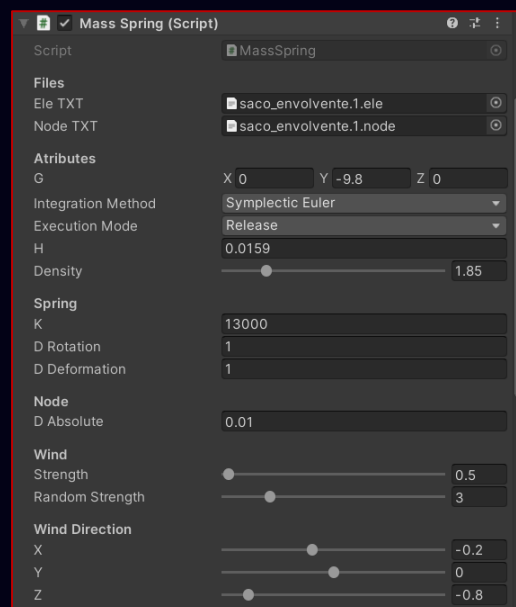 Mass Spring (Script)
Script MassSpring
Files
Ele TXT saco_envolvente.1.ele
Node TXT saco_envolvente.1.node
Atributes
G X 0 Y -9.8 Z 0
Integration Method Symplectic Euler
Execution Mode Release
H 0.0159
Density 1.85
Spring
K 13000
D Rotation 1
D Deformation 1
Node
D Absolute 0.01
Wind
Strength 0.5
Random Strength 3
Wind Direction
X -0.2
Y 0
Z -0.8